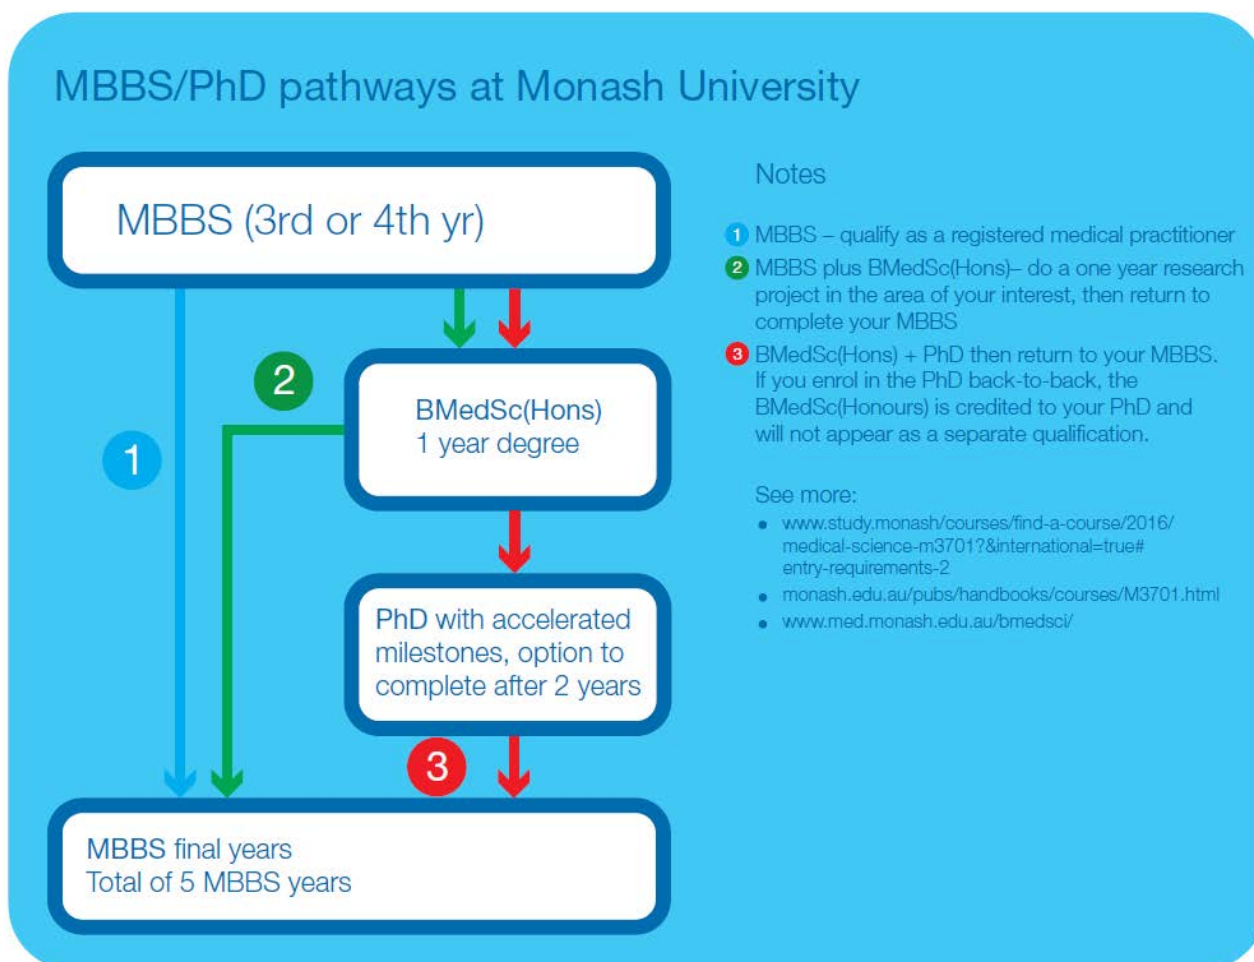 MBBS/PhD pathways at Monash University
MBBS (3rd or 4th yr)
1
2
BMedSc(Hons)
1 year degree
PhD with accelerated
milestones, option to
complete after 2 years
3
MBBS final years
Total of 5 MBBS years
Notes
1 MBBS – qualify as a registered medical practitioner
2 MBBS plus BMedSc(Hons)– do a one year research
project in the area of your interest, then return to
complete your MBBS
3 BMedSc(Hons) + PhD then return to your MBBS.
If you enrol in the PhD back-to-back, the
BMedSc(Honours) is credited to your PhD and
will not appear as a separate qualification.
See more:
• www.study.monash/courses/find-a-course/2016/
medical-science-m3701?&international=true#
entry-requirements-2
• monash.edu.au/pubs/handbooks/courses/M3701.html
• www.med.monash.edu.au/bmedsci/